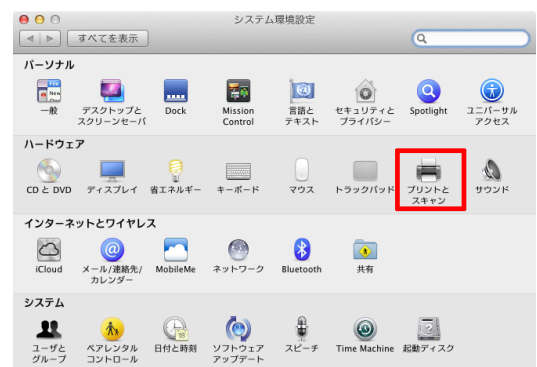 システム環境設定
すべてを表示
パーソナル
一般
デスクトップと
スクリーンセーバ
Dock
Mission
Control
言語と
テキスト
セキュリティと
プライバシー
Spotlight
ユニバーサル
アクセス
ハードウェア
CD と DVD
ディスプレイ
省エネルギー
キーボード
マウス
トラックパッド
プリントと
スキャン
サウンド
インターネットとワイヤレス
iCloud
メール/連絡先/
カレンダー
MobileMe
ネットワーク
Bluetooth
共有
システム
ユーザと
グループ
ペアレンタル
コントロール
日付と時刻
ソフトウェア
アップデート
スピーチ
Time Machine
起動ディスク